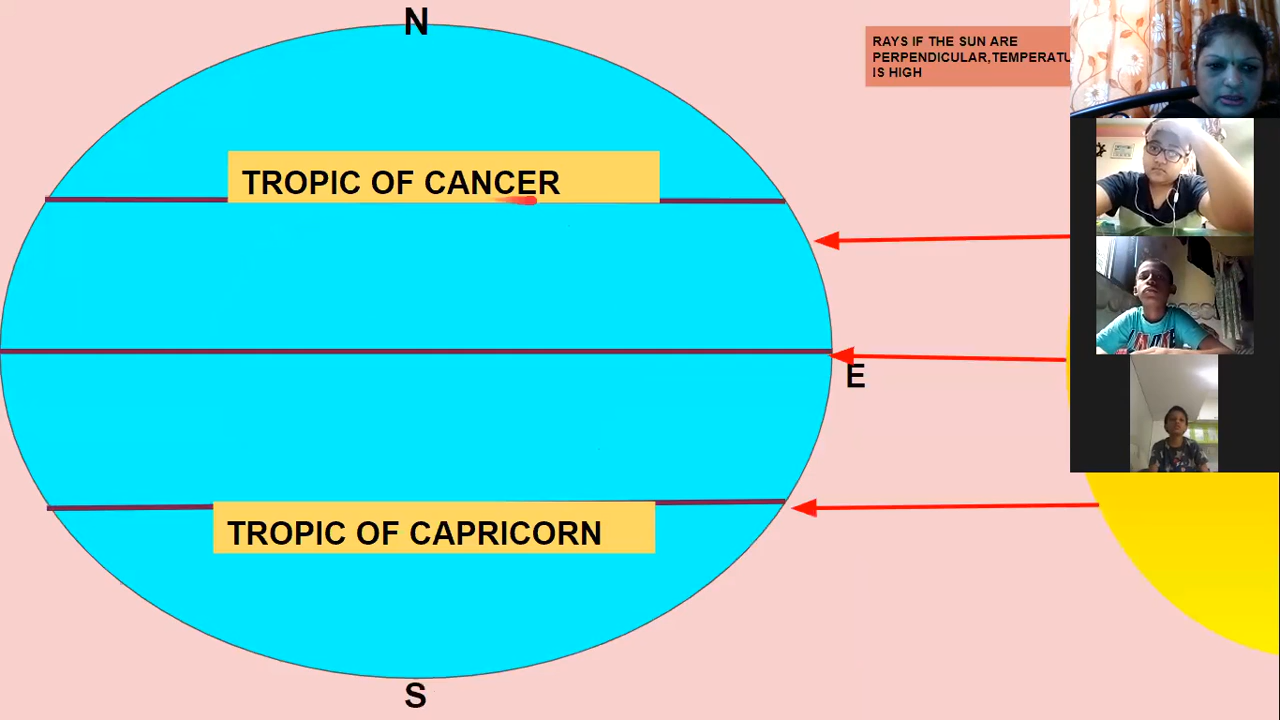 N
RAYS IF THE SUN ARE
PERPENDICULAR,TEMPERATU
IS HIGH
TROPIC OF CANCER
E
TROPIC OF CAPRICORN
S